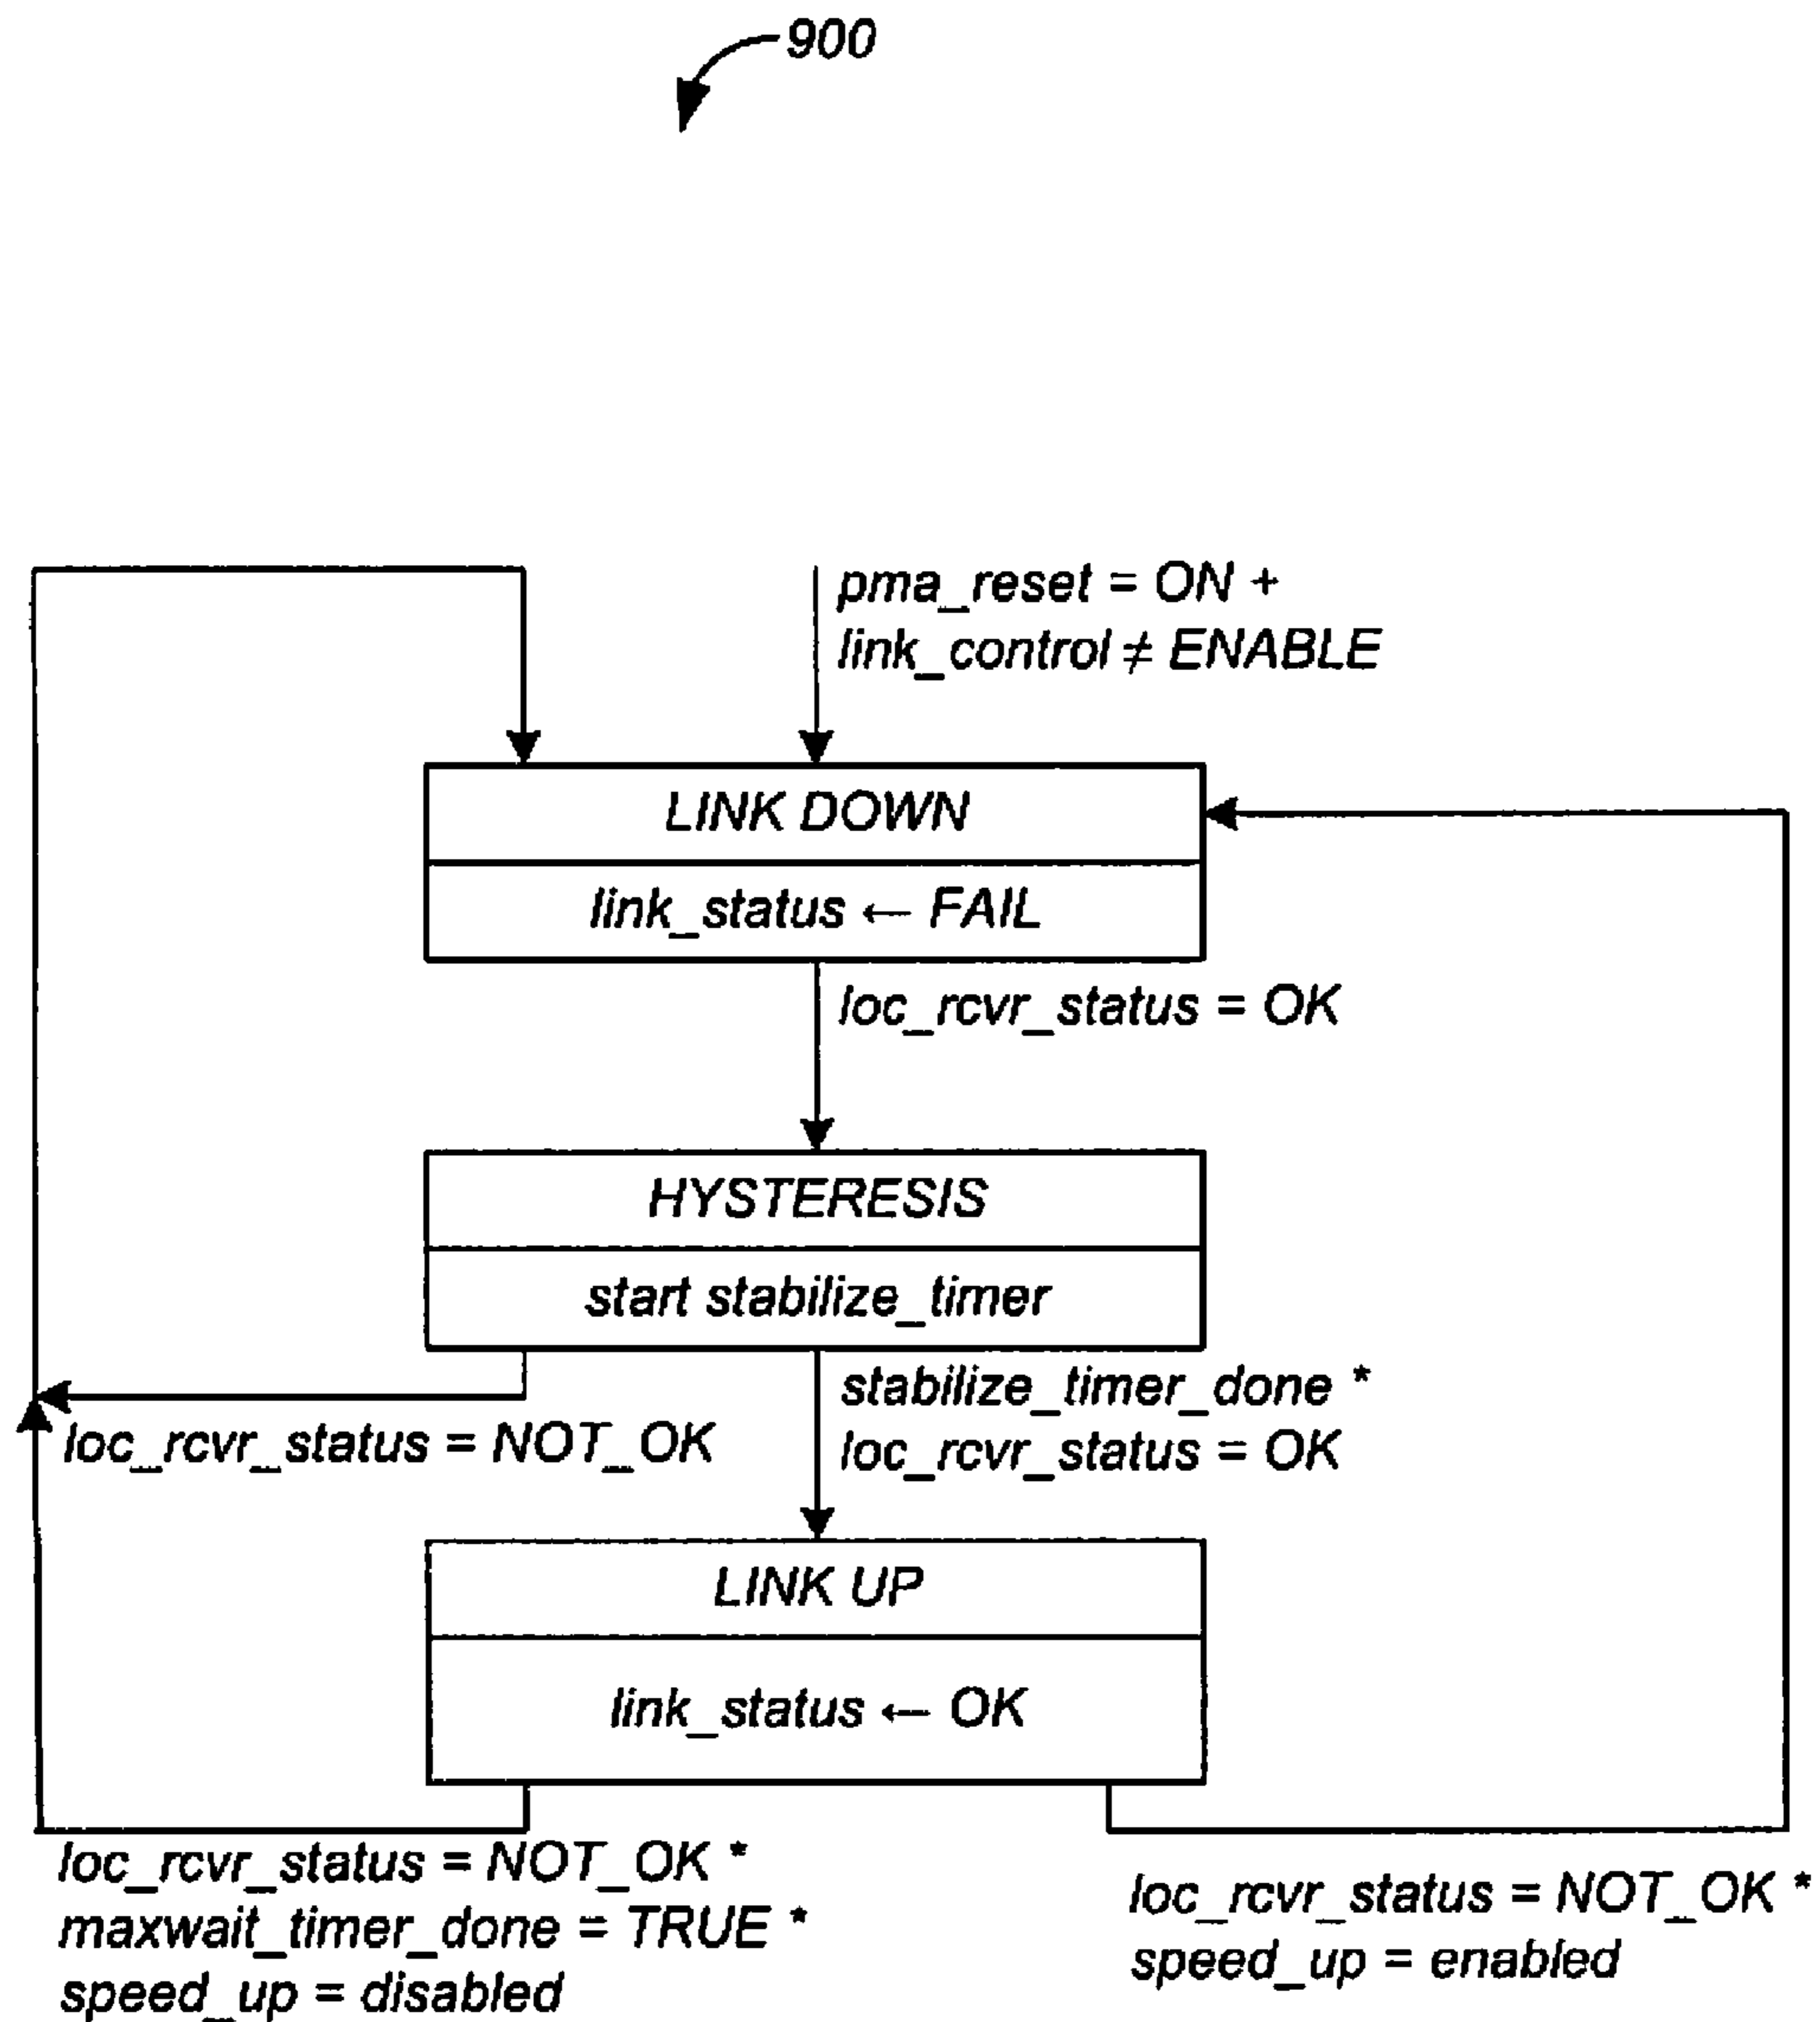 900
pma_reset = ON +
link_control ≠ ENABLE
LINK DOWN
link_status ← FAIL
loc_rcvr_status = OK
HYSTERESIS
start stabilize_timer
stabilize_timer_done *
loc_rcvr_status = OK
loc_rcvr_status = NOT_OK
LINK UP
link_status ← OK
loc_rcvr_status = NOT_OK *
maxwait_timer_done = TRUE *
speed_up = disabled
loc_rcvr_status = NOT_OK *
speed_up = enabled